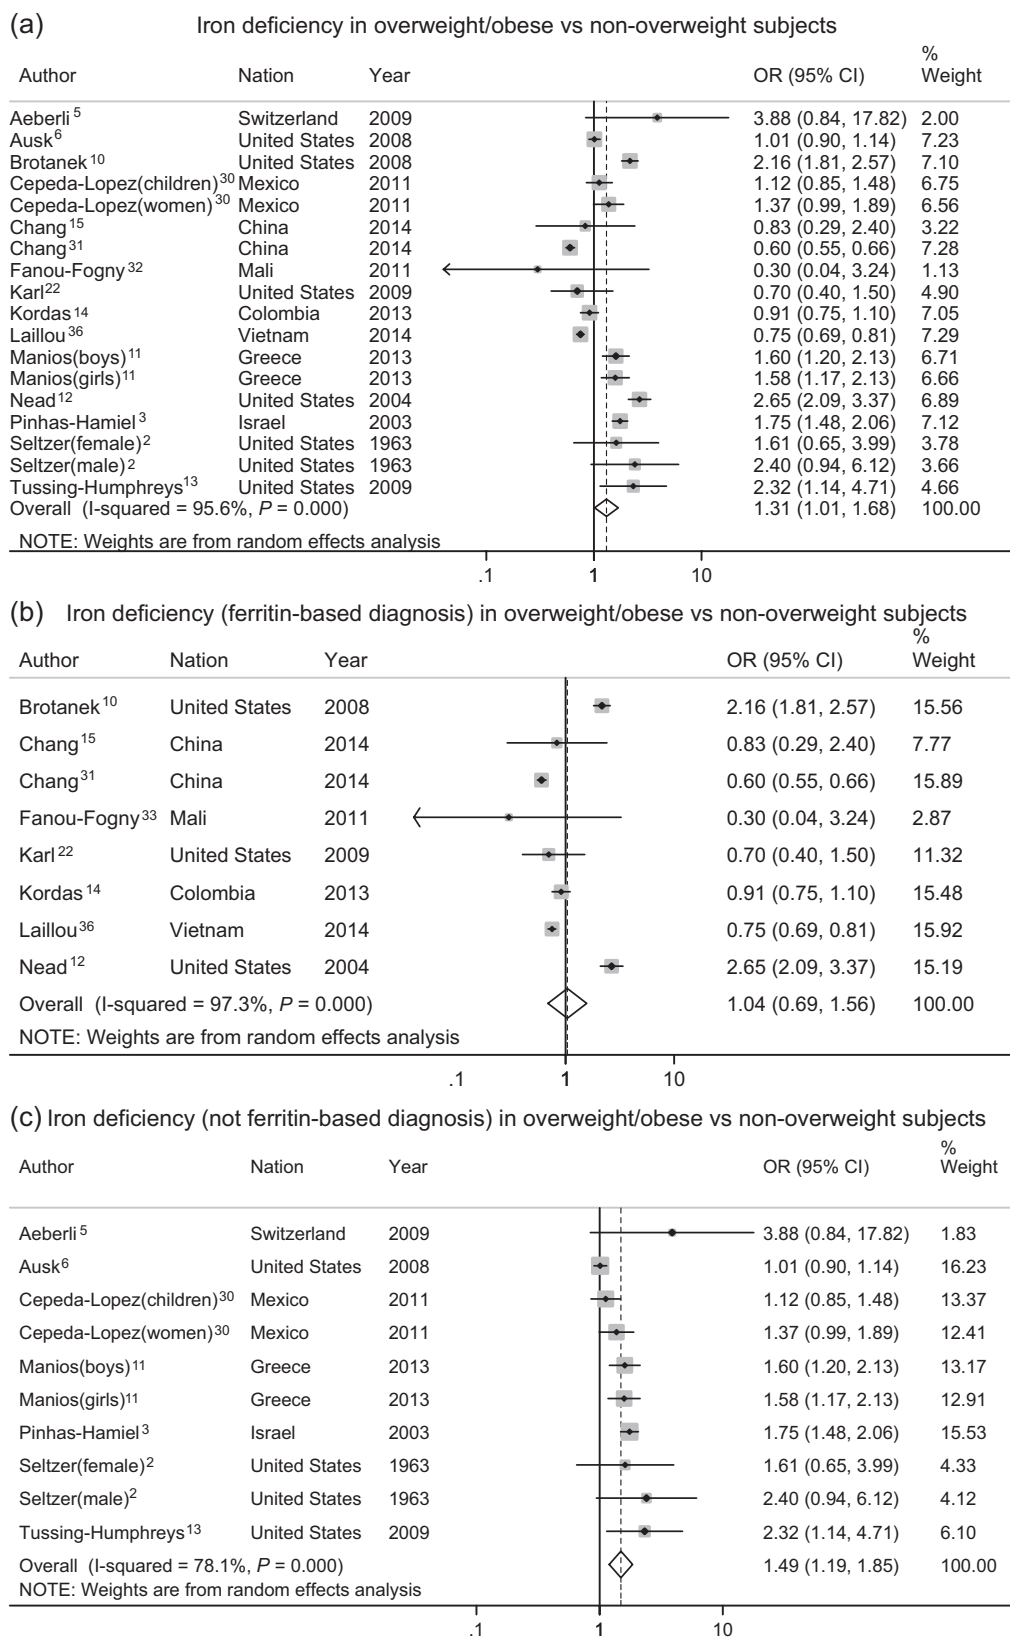 (a) Iron deficiency in overweight/obese vs non-overweight subjects
%
Author Nation Year OR (95% CI) Weight
Aeberli 5 Switzerland 2009 3.88 (0.84, 17.82) 2.00
Ausk6 United States 2008 1.01 (0.90, 1.14) 7.23
Brotanek10 United States 2008 2.16 (1.81, 2.57) 7.10
Cepeda-Lopez(children)30 Mexico 2011 1.12 (0.85, 1.48) 6.75
Cepeda-Lopez(women)30 Mexico 2011 1.37 (0.99, 1.89) 6.56
Chang15 China 2014 0.83 (0.29, 2.40) 3.22
Chang31 China 2014 0.60 (0.55, 0.66) 7.28
Fanou-Fogny32 Mali 2011 0.30 (0.04, 3.24) 1.13
Karl22 United States 2009 0.70 (0.40, 1.50) 4.90
Kordas14 Colombia 2013 0.91 (0.75, 1.10) 7.05
Laillou36 Vietnam 2014 0.75 (0.69, 0.81) 7.29
Manios(boys)11 Greece 2013 1.60 (1.20, 2.13) 6.71
Manios(girls)11 Greece 2013 1.58 (1.17, 2.13) 6.66
Nead12 United States 2004 2.65 (2.09, 3.37) 6.89
Pinhas-Hamiel3 Israel 2003 1.75 (1.48, 2.06) 7.12
Seltzer(female)2 United States 1963 1.61 (0.65, 3.99) 3.78
Seltzer(male)2 United States 1963 2.40 (0.94, 6.12) 3.66
Tussing-Humphreys13 United States 2009 2.32 (1.14, 4.71) 4.66
Overall (I-squared = 95.6%, P = 0.000) 1.31 (1.01, 1.68) 100.00
NOTE: Weights are from random effects analysis
.1 1 10
(b) Iron deficiency (ferritin-based diagnosis) in overweight/obese vs non-overweight subjects
%
Author Nation Year OR (95% CI) Weight
Brotanek10 United States 2008 2.16 (1.81, 2.57) 15.56
Chang15 China 2014 0.83 (0.29, 2.40) 7.77
Chang31 China 2014 0.60 (0.55, 0.66) 15.89
Fanou-Fogny33 Mali 2011 0.30 (0.04, 3.24) 2.87
Karl22 United States 2009 0.70 (0.40, 1.50) 11.32
Kordas14 Colombia 2013 0.91 (0.75, 1.10) 15.48
Laillou36 Vietnam 2014 0.75 (0.69, 0.81) 15.92
Nead12 United States 2004 2.65 (2.09, 3.37) 15.19
Overall (I-squared = 97.3%, P = 0.000) 1.04 (0.69, 1.56) 100.00
NOTE: Weights are from random effects analysis
.1 1 10
(c) Iron deficiency (not ferritin-based diagnosis) in overweight/obese vs non-overweight subjects
%
Author Nation Year OR (95% CI) Weight
Aeberli5 Switzerland 2009 3.88 (0.84, 17.82) 1.83
Ausk6 United States 2008 1.01 (0.90, 1.14) 16.23
Cepeda-Lopez(children)30 Mexico 2011 1.12 (0.85, 1.48) 13.37
Cepeda-Lopez(women)30 Mexico 2011 1.37 (0.99, 1.89) 12.41
Manios(boys)11 Greece 2013 1.60 (1.20, 2.13) 13.17
Manios(girls)11 Greece 2013 1.58 (1.17, 2.13) 12.91
Pinhas-Hamiel3 Israel 2003 1.75 (1.48, 2.06) 15.53
Seltzer(female)2 United States 1963 1.61 (0.65, 3.99) 4.33
Seltzer(male)2 United States 1963 2.40 (0.94, 6.12) 4.12
Tussing-Humphreys13 United States 2009 2.32 (1.14, 4.71) 6.10
Overall (I-squared = 78.1%, P = 0.000) 1.49 (1.19, 1.85) 100.00
NOTE: Weights are from random effects analysis
.1 1 10